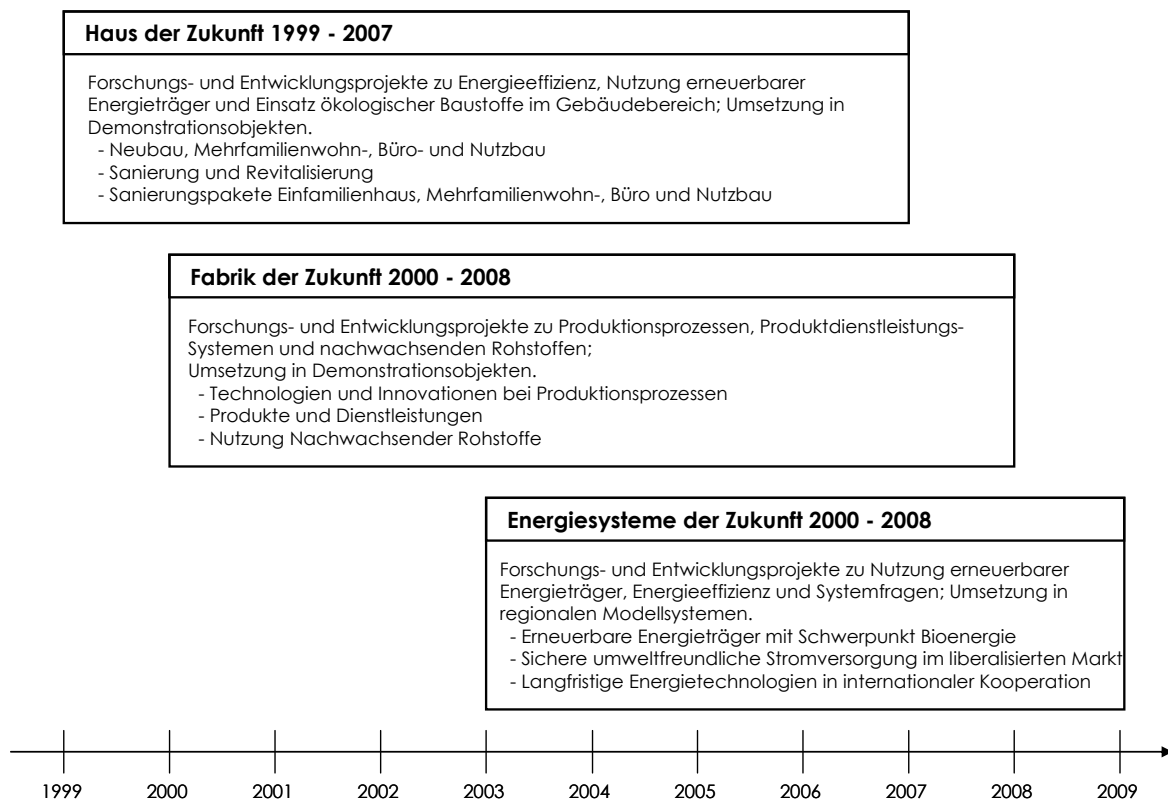 Haus der Zukunft 1999 - 2007
Forschungs- und Entwicklungsprojekte zu Energieeffizienz, Nutzung erneuerbarer
Energieträger und Einsatz ökologischer Baustoffe im Gebäudebereich; Umsetzung in
Demonstrationsobjekten.
- Neubau, Mehrfamilienwohn-, Büro- und Nutzbau
- Sanierung und Revitalisierung
- Sanierungspakete Einfamilienhaus, Mehrfamilienwohn-, Büro und Nutzbau
Fabrik der Zukunft 2000 - 2008
Forschungs- und Entwicklungsprojekte zu Produktionsprozessen, Produktdienstleistungs-
Systemen und nachwachsenden Rohstoffen;
Umsetzung in Demonstrationsobjekten.
- Technologien und Innovationen bei Produktionsprozessen
- Produkte und Dienstleistungen
- Nutzung Nachwachsender Rohstoffe
Energiesysteme der Zukunft 2000 - 2008
Forschungs- und Entwicklungsprojekte zu Nutzung erneuerbarer
Energieträger, Energieeffizienz und Systemfragen; Umsetzung in
regionalen Modellsystemen.
- Erneuerbare Energieträger mit Schwerpunkt Bioenergie
- Sichere umweltfreundliche Stromversorgung im liberalisierten Markt
- Langfristige Energietechnologien in internationaler Kooperation
1999 2000 2001 2002 2003 2004 2005 2006 2007 2008 2009